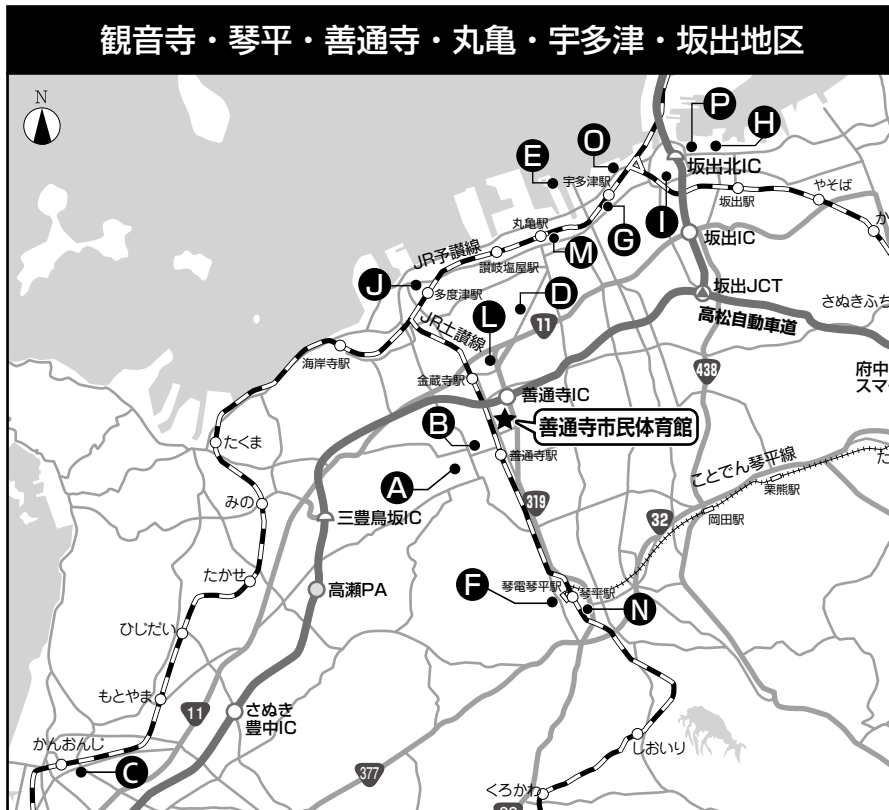 観音寺・琴平・善通寺・丸亀・宇多津・坂出地区
N
P
H
O
坂出北IC
E
宇多津駅
やそば
坂出駅
I
G
丸亀駅
M
坂出IC
JR予讃線
讃岐塩屋駅
J
多度津駅
坂出JCT
D
さぬきふち
JR土讃線
L
11
高松自動車道
海岸寺駅
金蔵寺駅
438
府中
スマ
善通寺IC
善通寺市民体育館
B
たくま
善通寺駅
ことでん琴平線
A
栗熊駅
みの
319
三豊鳥坂IC
32
岡田駅
たかせ
高瀬PA
F
琴電琴平駅
琴平駅
N
ひじだい
もとやま
11
さぬき
豊中IC
かんおんじ
C
しおいり
377
くろかわ